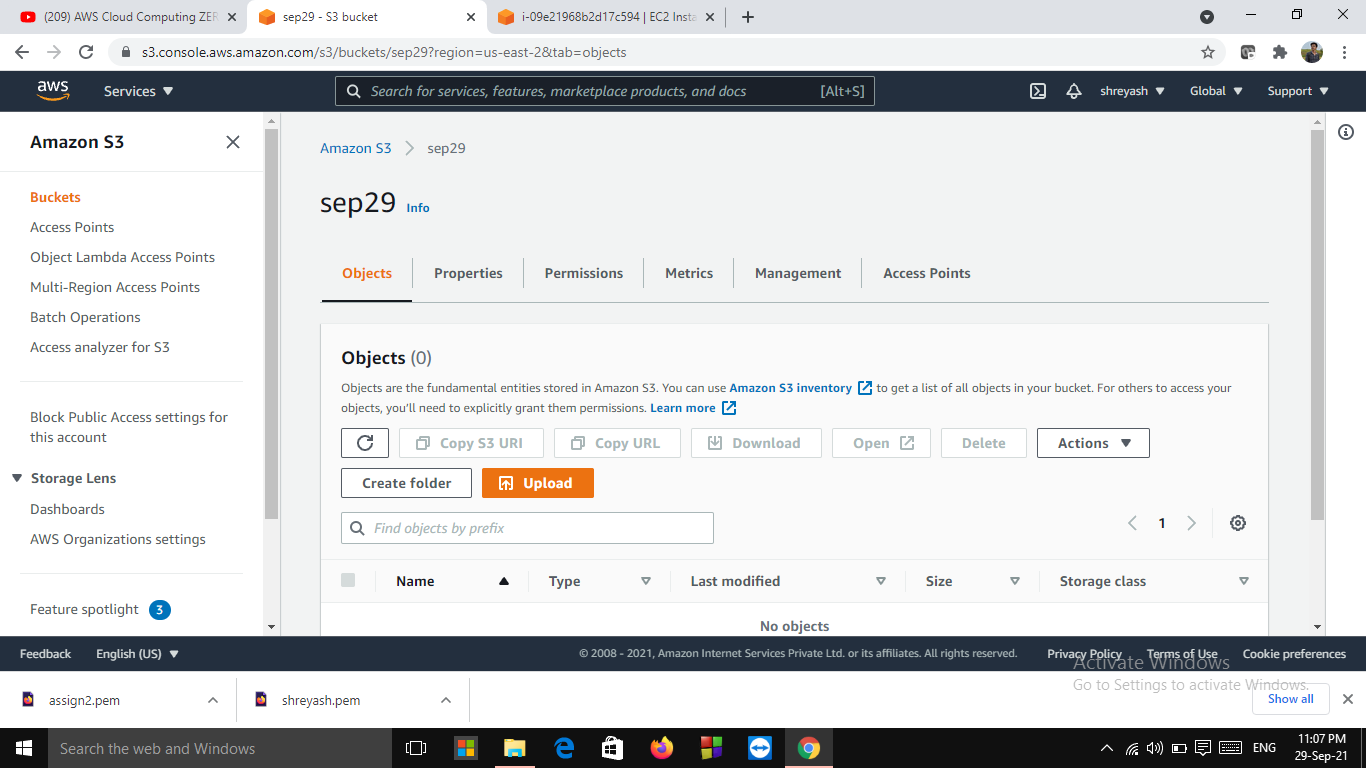 (209) AWS Cloud Computing ZER
sep29 - S3 bucket
i-09e21968b2d17c594 | EC2 Insta
s3.console.aws.amazon.com/s3/buckets/sep29?region=us-east-2&tab=objects
aws
Services
Search for services, features, marketplace products, and docs [Alt+S]
shreyash
Global
Support
Amazon S3
Buckets
Access Points
Object Lambda Access Points
Multi-Region Access Points
Batch Operations
Access analyzer for S3
Block Public Access settings for
this account
Storage Lens
Dashboards
AWS Organizations settings
Feature spotlight 3
Amazon S3 sep29
sep29 Info
Objects Properties Permissions Metrics Management Access Points
Objects (0)
Objects are the fundamental entities stored in Amazon S3. You can use Amazon S3 inventory to get a list of all objects in your bucket. For others to access your
objects, you'll need to explicitly grant them permissions. Learn more
Copy S3 URI Copy URL Download Open Delete Actions
Create folder Upload
Find objects by prefix
1
Name Type Last modified Size Storage class
No objects
Feedback English (US) © 2008 - 2021, Amazon Internet Services Private Ltd. or its affiliates. All rights reserved. Privacy Policy Terms of Use Cookie preferences
Activate Windows
Go to Settings to activate Windows.
assign2.pem
shreyash.pem
Show all
Search the web and Windows
ENG
11:07 PM
29-Sep-21